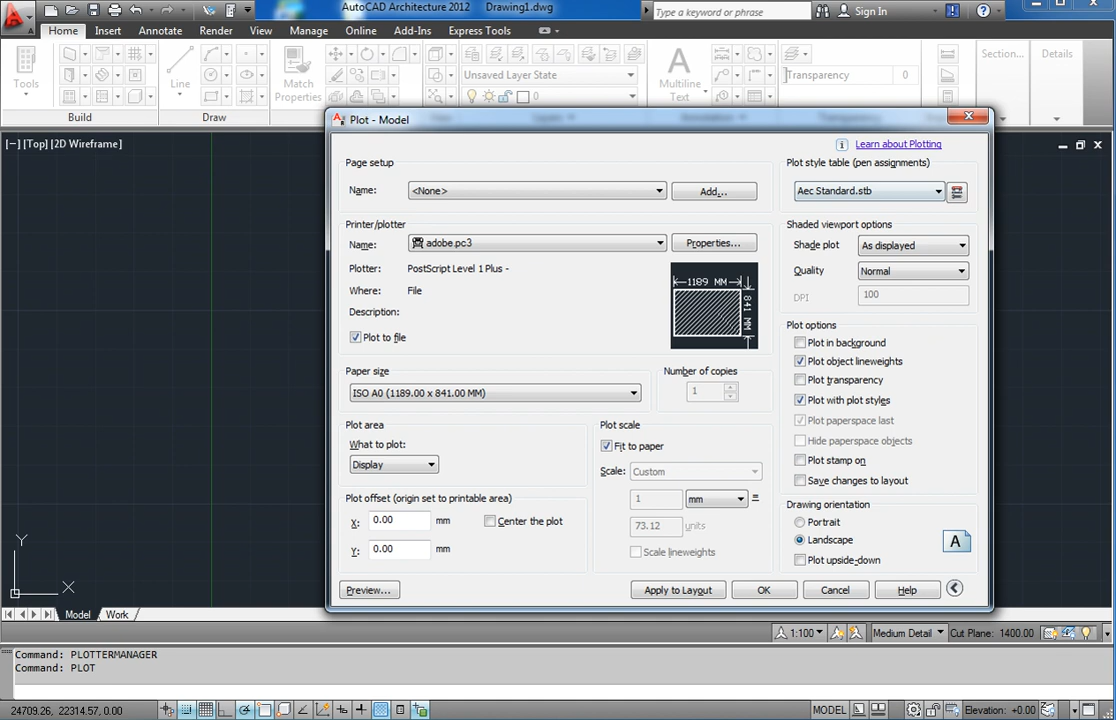 AutoCAD Architecture 2012 Drawing1.dwg
Type a keyword or phrase
Sign In
Home Insert Annotate Render View Manage Online Add-Ins Express Tools
Tools
Line
Match Properties
Unsaved Layer State
0
Multiline Text
Transparency 0
Section...
Details
Build
Draw
[−][Top][2D Wireframe]
Plot - Model
Learn about Plotting
Page setup
Name: <None> Add...
Printer/plotter
Name: adobe.pc3 Properties...
Plotter: PostScript Level 1 Plus -
Where: File
Description:
Plot to file
1189 MM
841 MM
Paper size
ISO A0 (1189.00 x 841.00 MM)
Number of copies
1
Plot area
What to plot:
Display
Plot offset (origin set to printable area)
X: 0.00 mm Center the plot
Y: 0.00 mm
Plot scale
Fit to paper
Scale: Custom
1 mm =
73.12 units
Scale lineweights
Plot style table (pen assignments)
Aec Standard.stb
Shaded viewport options
Shade plot As displayed
Quality Normal
DPI 100
Plot options
Plot in background
Plot object lineweights
Plot transparency
Plot with plot styles
Plot paperspace last
Hide paperspace objects
Plot stamp on
Save changes to layout
Drawing orientation
Portrait
Landscape
Plot upside-down
A
Preview... Apply to Layout OK Cancel Help
Y
X
Model Work
1:100 Medium Detail Cut Plane: 1400.00
Command: PLOTTERMANAGER
Command: PLOT
24709.26, 22314.57, 0.00 MODEL Elevation: +0.00